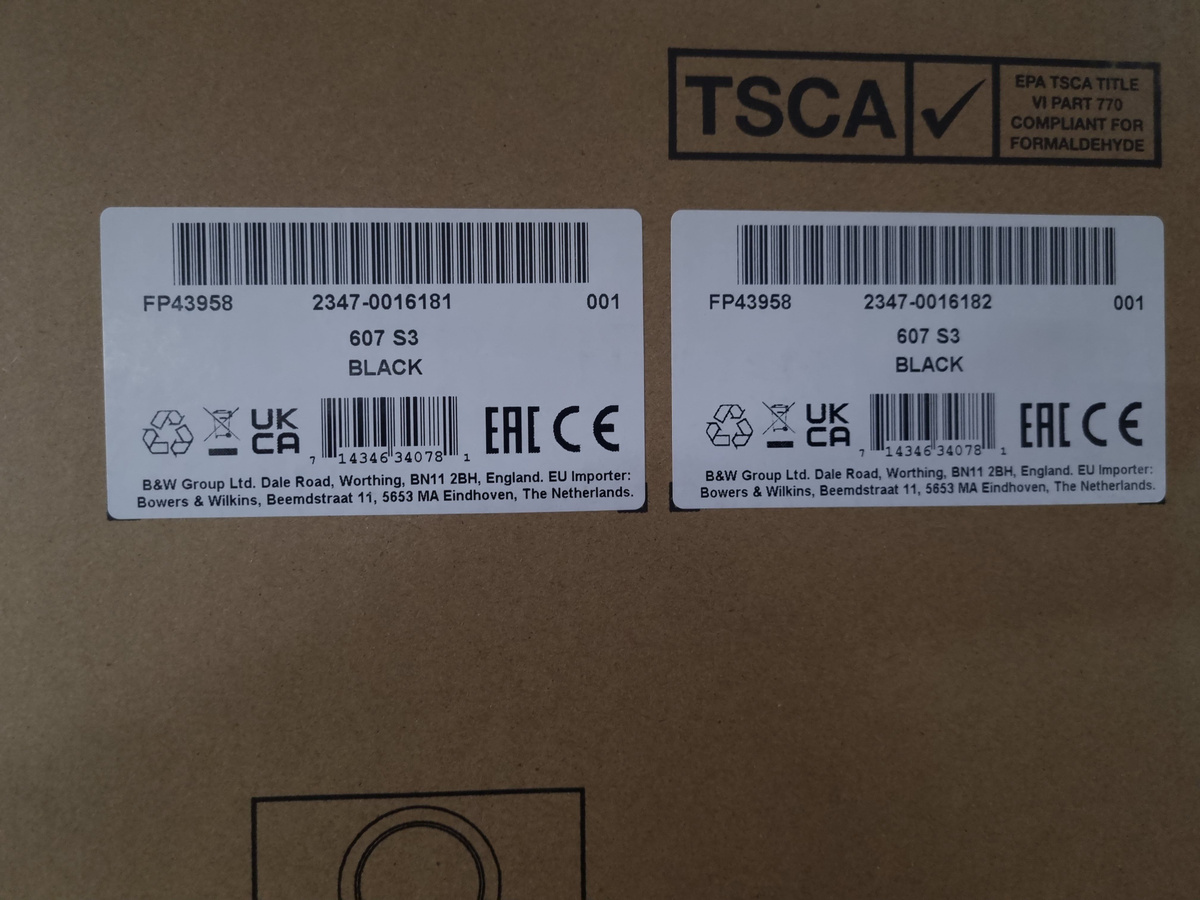 TSCA
EPA TSCA TITLE
VI PART 770
COMPLIANT FOR
FORMALDEHYDE
FP43958 2347-0016181 001
607 S3
BLACK
UK
CA
EAC CE
7 14346 34078 1
B&W Group Ltd. Dale Road, Worthing, BN11 2BH, England. EU Importer:
Bowers & Wilkins, Beemdstraat 11, 5653 MA Eindhoven, The Netherlands.
FP43958 2347-0016182 001
607 S3
BLACK
UK
CA
EAC CE
7 14346 34078 1
B&W Group Ltd. Dale Road, Worthing, BN11 2BH, England. EU Importer:
Bowers & Wilkins, Beemdstraat 11, 5653 MA Eindhoven, The Netherlands.